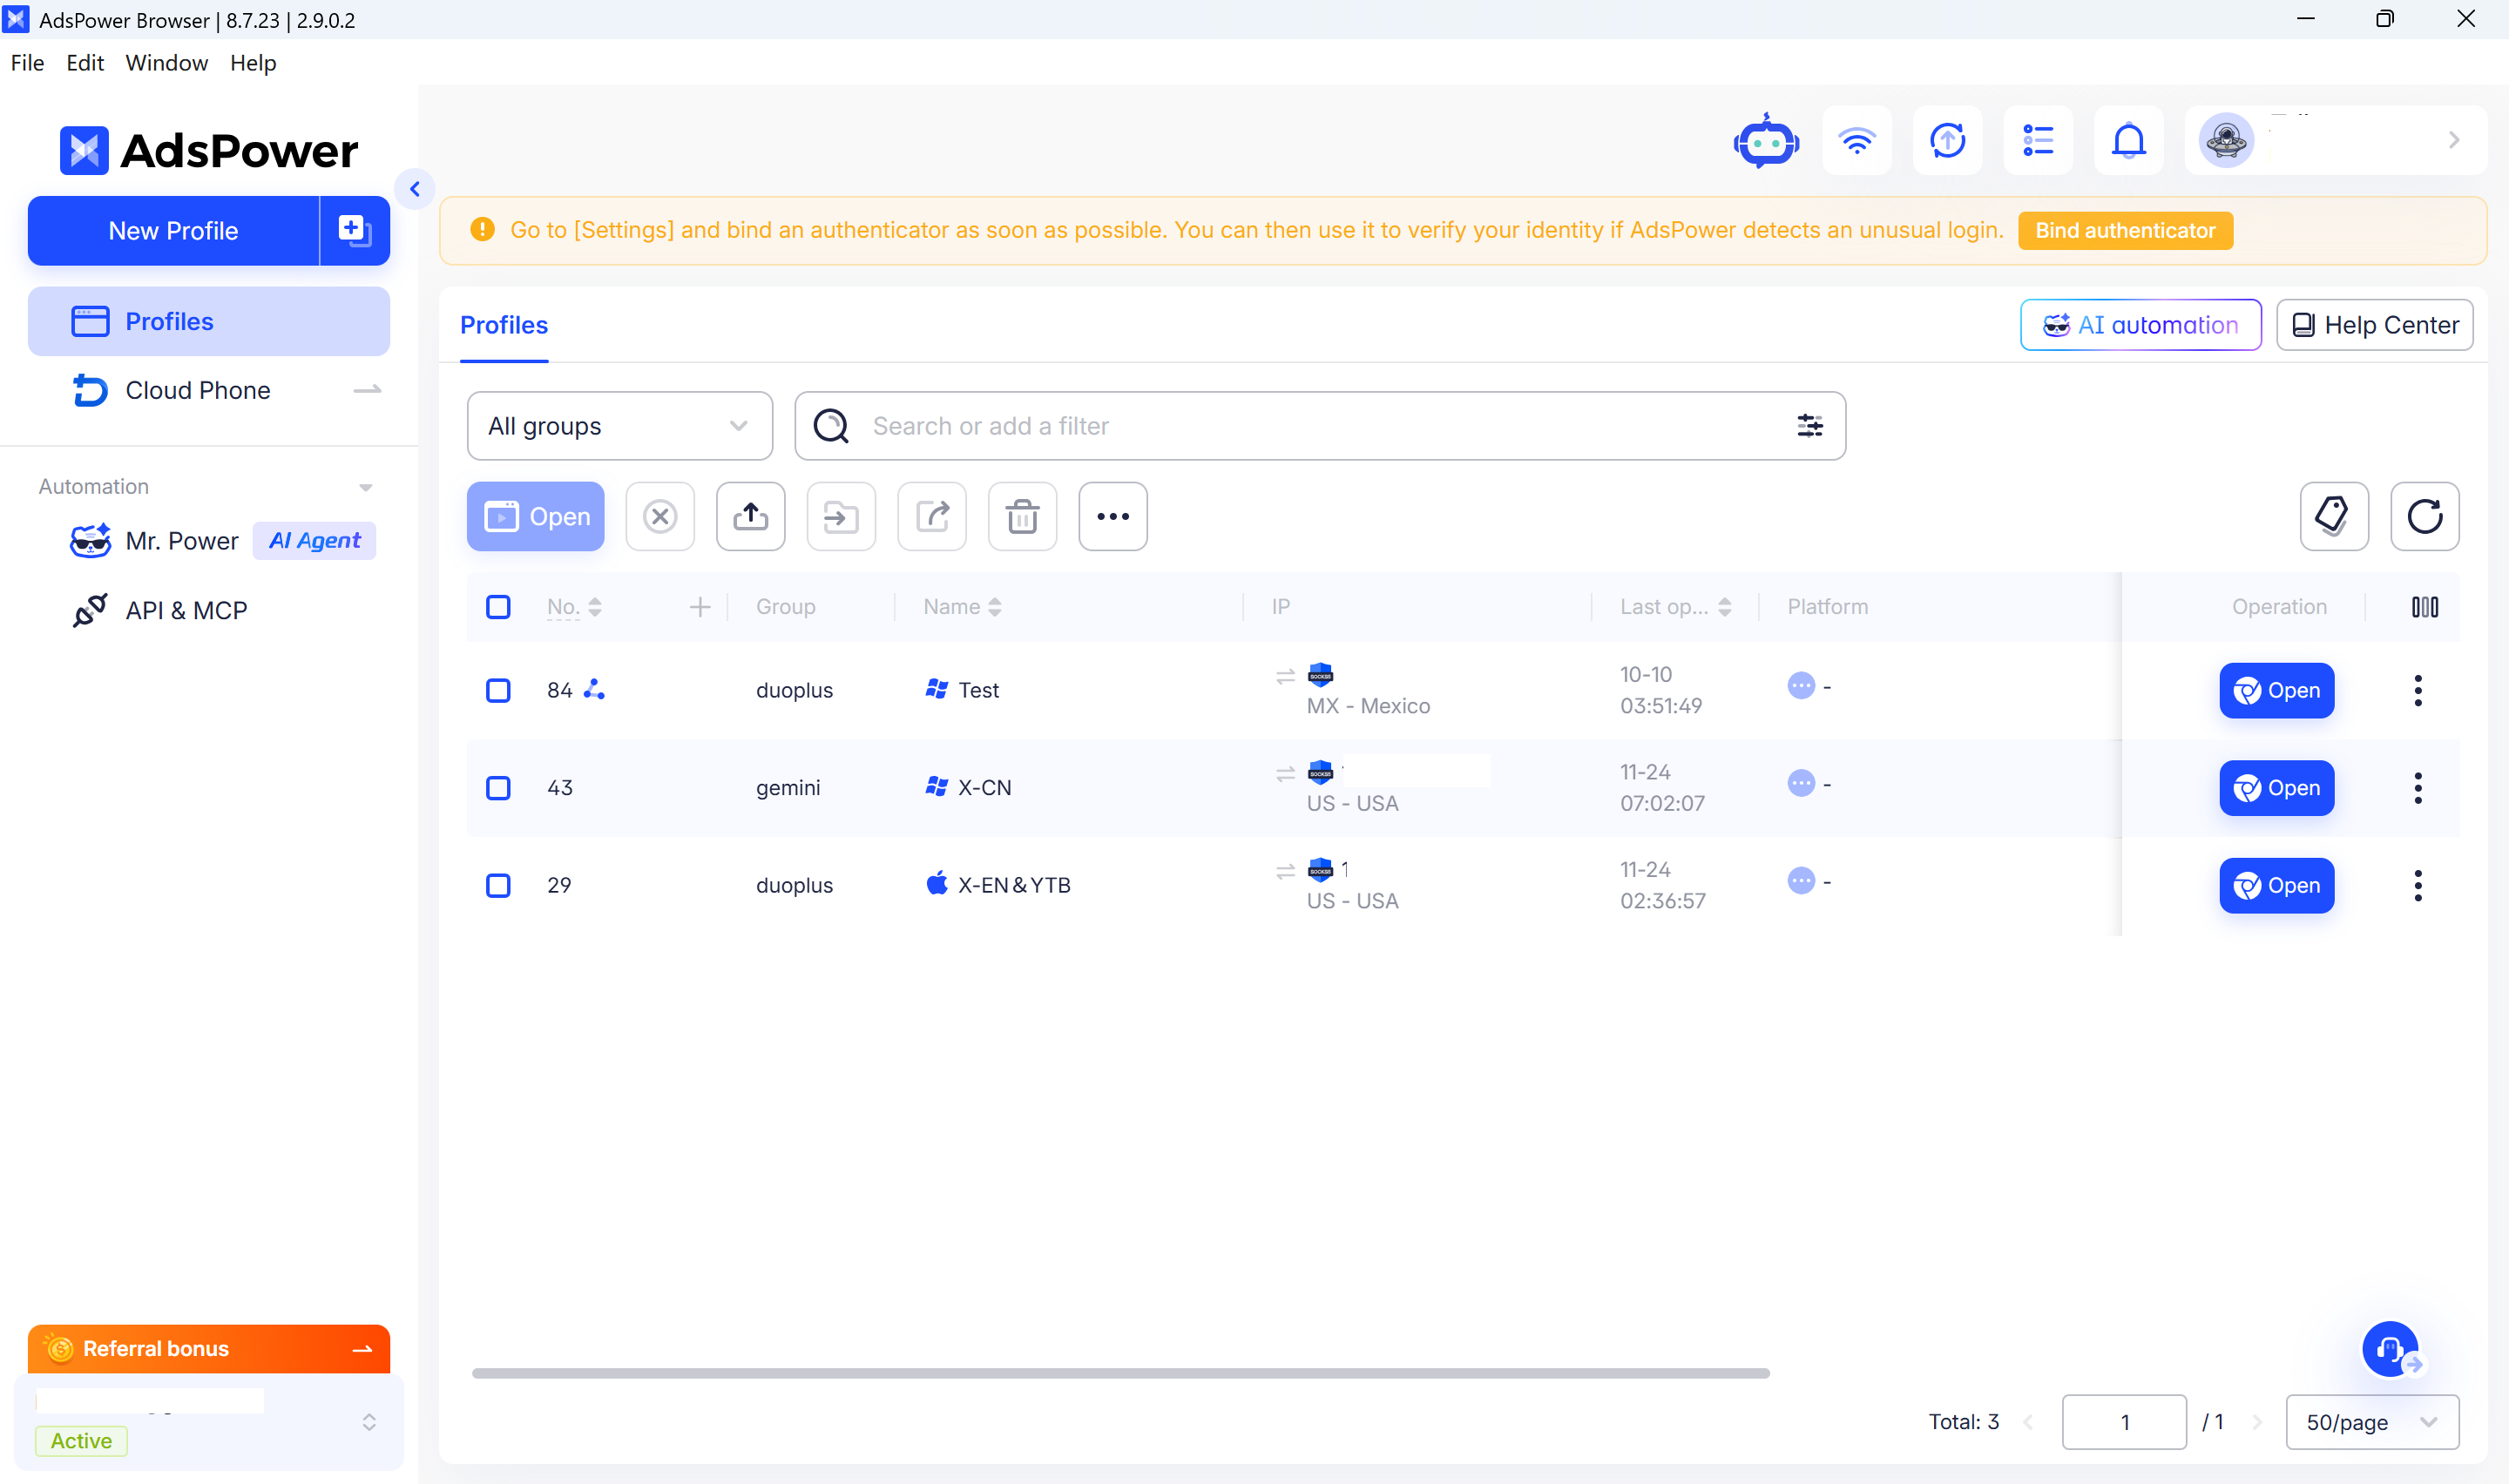 AdsPower Browser | 8.7.23 | 2.9.0.2
File Edit Window Help
AdsPower
New Profile
Go to [Settings] and bind an authenticator as soon as possible. You can then use it to verify your identity if AdsPower detects an unusual login. Bind authenticator
Profiles
Cloud Phone
Automation
Mr. Power AI Agent
API & MCP
Profiles
AI automation
Help Center
All groups
Search or add a filter
Open
No. Group Name IP Last op... Platform Operation
84 duoplus Test SOCKS5 MX - Mexico 10-10 03:51:49 - Open
43 gemini X-CN SOCKS5 US - USA 11-24 07:02:07 - Open
29 duoplus X-EN&YTB SOCKS5 1 US - USA 11-24 02:36:57 - Open
Referral bonus
Active
Total: 3 1 / 1 50/page